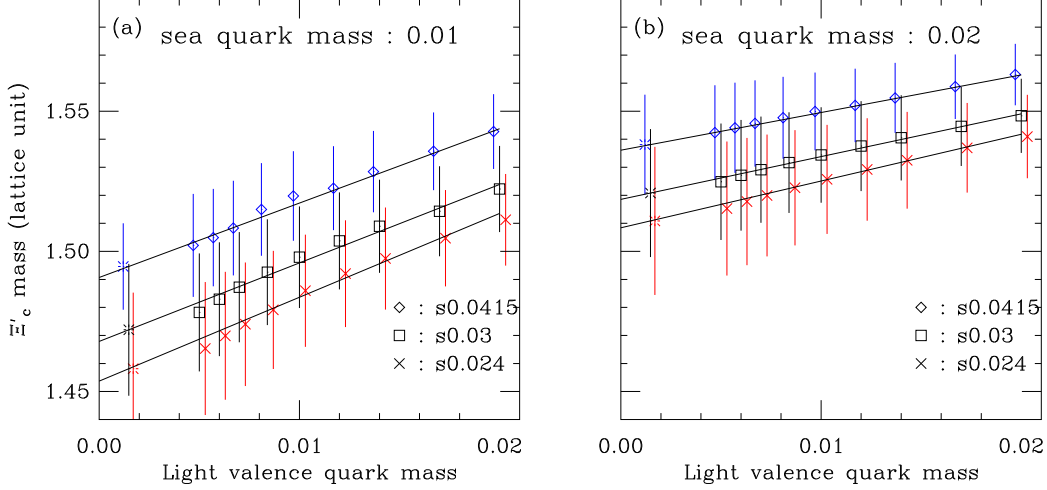 (a) sea quark mass : 0.01
(b) sea quark mass : 0.02
Ξ′c mass (lattice unit)
1.55
1.50
1.45
◇ : s0.0415
□ : s0.03
× : s0.024
◇ : s0.0415
□ : s0.03
× : s0.024
0.00 0.01 0.02
0.00 0.01 0.02
Light valence quark mass
Light valence quark mass